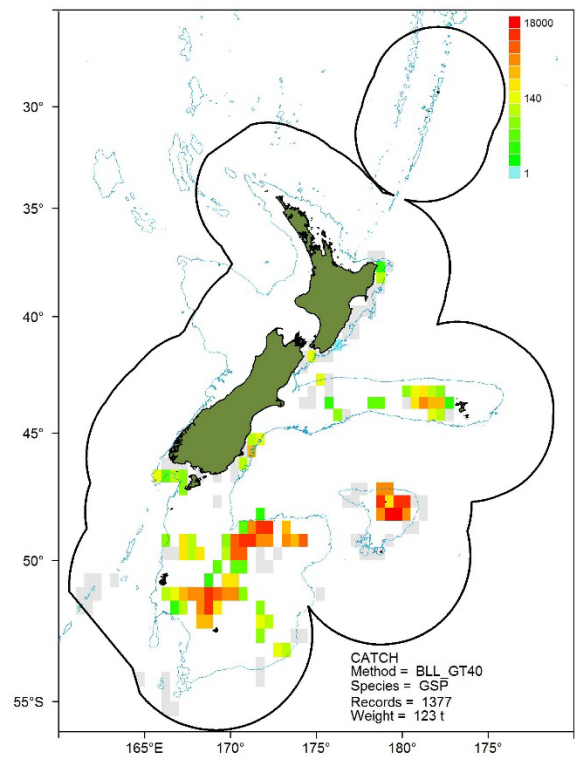 18000
140
1
30°
35°
40°
45°
50°
55°S
CATCH
Method = BLL_GT40
Species = GSP
Records = 1377
Weight = 123 t
165°E 170° 175° 180° 175°